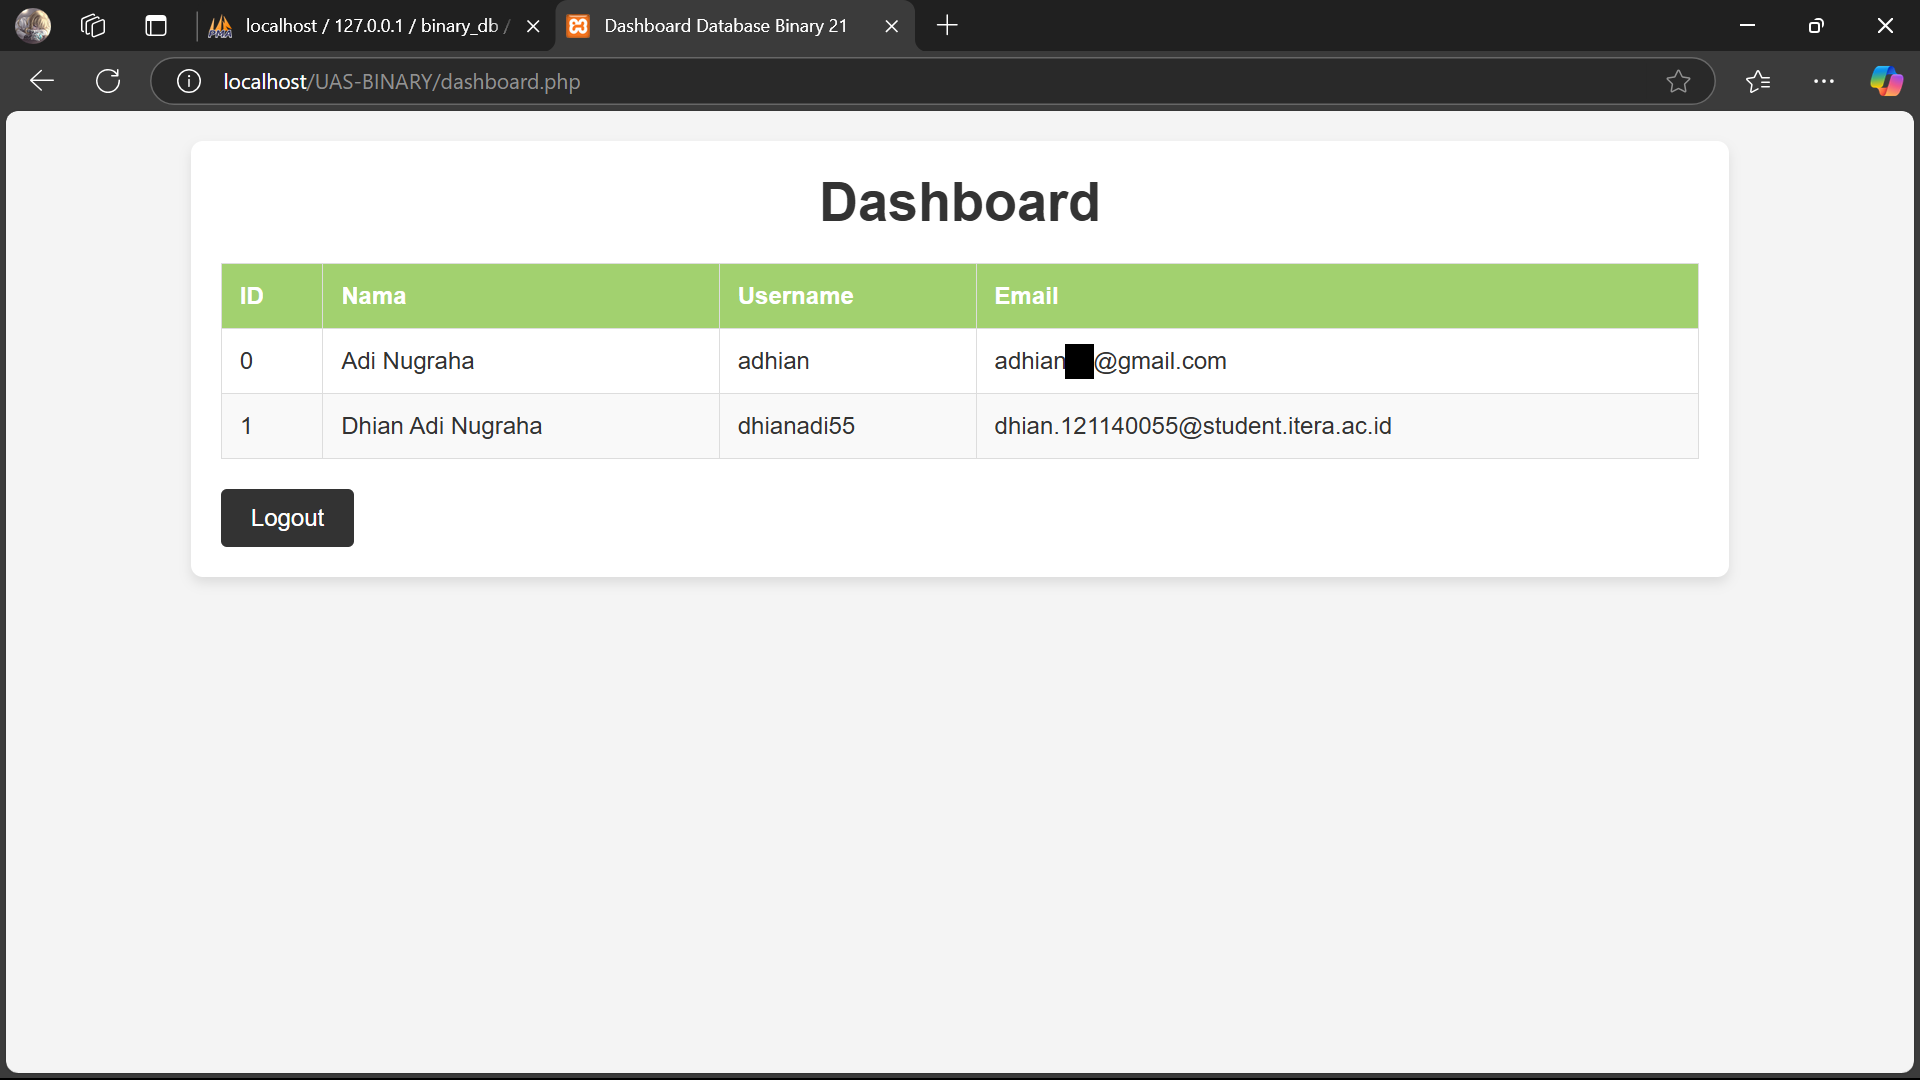 localhost / 127.0.0.1 / binary_db /
Dashboard Database Binary 21
localhost/UAS-BINARY/dashboard.php
Dashboard
ID Nama Username Email
0 Adi Nugraha adhian adhian @gmail.com
1 Dhian Adi Nugraha dhianadi55 dhian.121140055@student.itera.ac.id
Logout